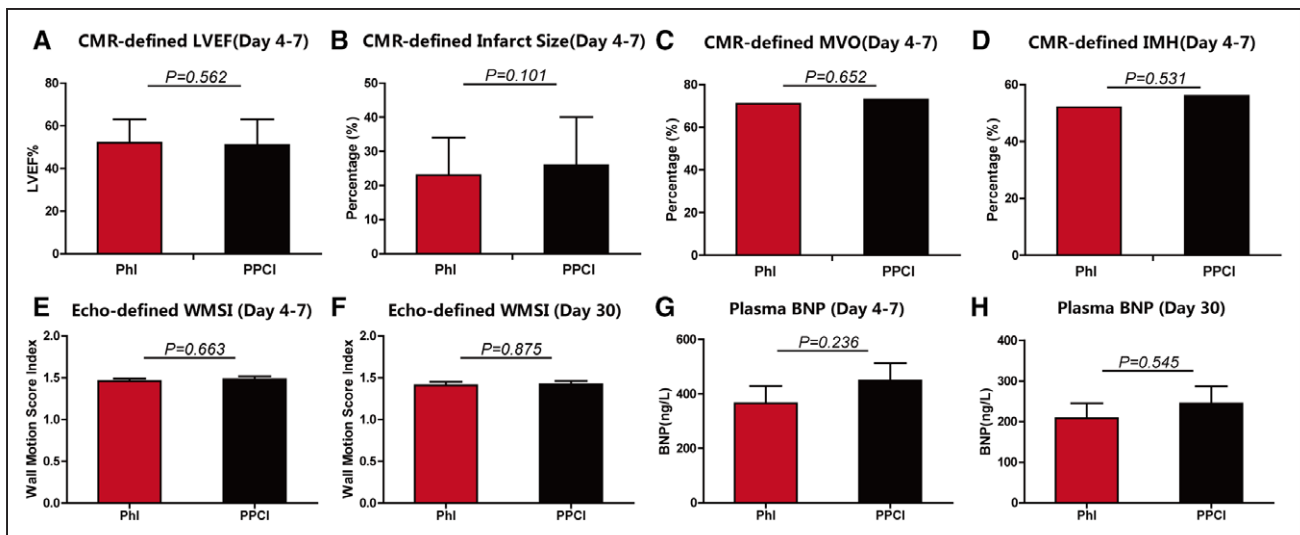 A CMR-defined LVEF(Day 4-7)
P=0.562
LVEF%
80
60
40
20
0
PhI PPCI
B CMR-defined Infarct Size(Day 4-7)
P=0.101
Percentage (%)
50
40
30
20
10
0
PhI PPCI
C CMR-defined MVO(Day 4-7)
P=0.652
Percentage (%)
80
60
40
20
0
PhI PPCI
D CMR-defined IMH(Day 4-7)
P=0.531
Percentage (%)
60
40
20
0
PhI PPCI
E Echo-defined WMSI (Day 4-7)
P=0.663
Wall Motion Score Index
2.0
1.5
1.0
0.5
0.0
PhI PPCI
F Echo-defined WMSI (Day 30)
P=0.875
Wall Motion Score Index
2.0
1.5
1.0
0.5
0.0
PhI PPCI
G Plasma BNP (Day 4-7)
P=0.236
BNP(ng/L)
600
400
200
0
PhI PPCI
H Plasma BNP (Day 30)
P=0.545
BNP(ng/L)
400
300
200
100
0
PhI PPCI